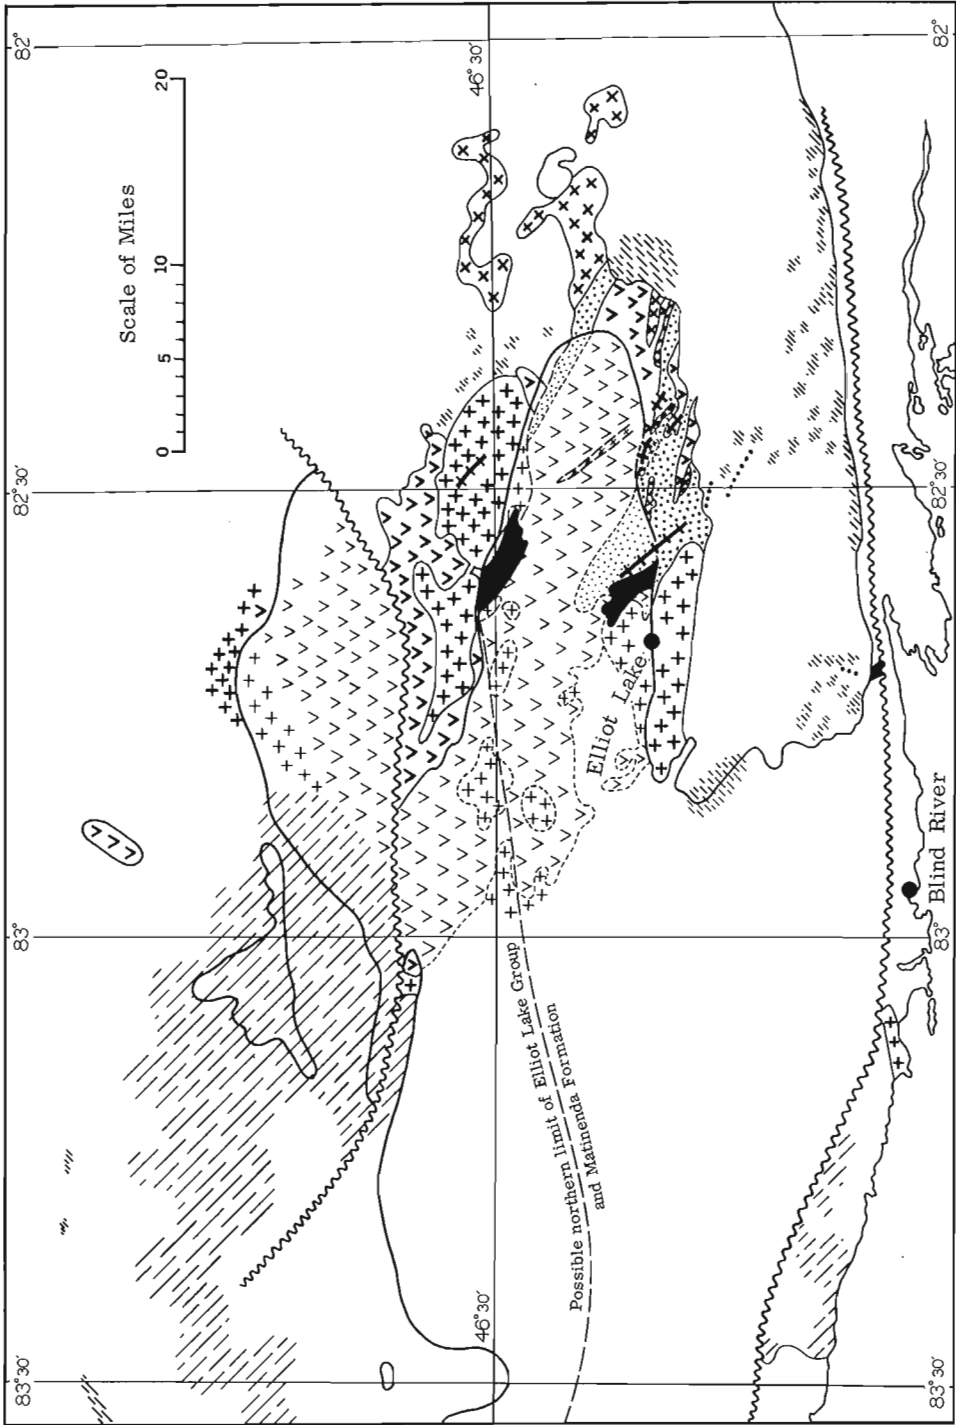 83°30'
83°
82°30'
82°
Scale of Miles
0 5 10 20
46°30'
46°30'
Possible northern limit of Elliot Lake Group
and Matinenda Formation
Elliot Lake
Blind River
83°30'
83°
82°30'
82°